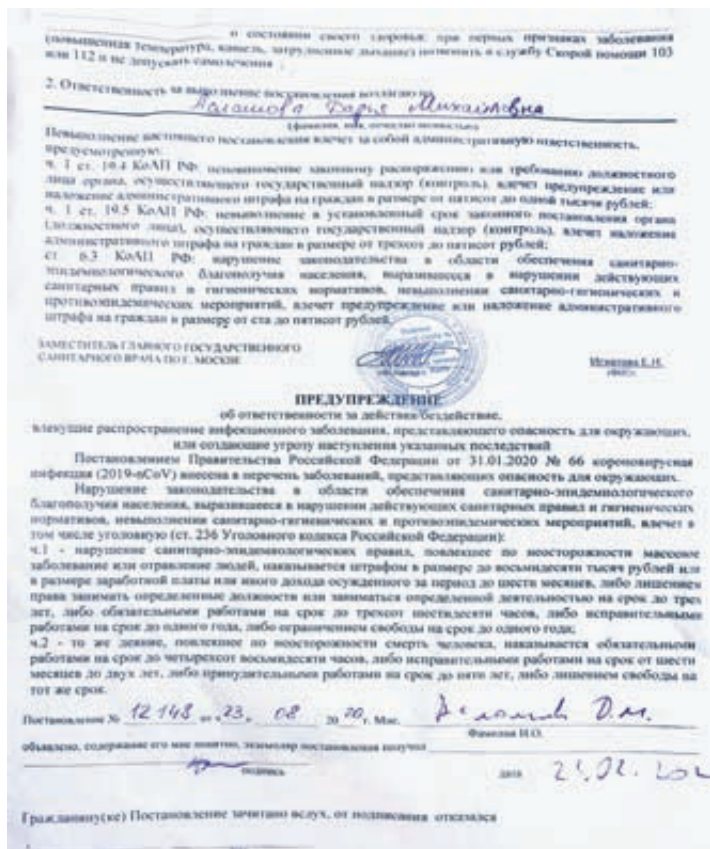 о состоянии своего здоровья: при первых признаках заболевания
(повышенная температура, кашель, затрудненное дыхание) позвонить в службу Скорой помощи 103
или 112 и не допускать самолечения
2. Ответственность за выполнение постановления возлагаю на
Дарья Михайловна
(фамилия, имя, отчество полностью)
Невыполнение настоящего постановления влечет за собой административную ответственность,
предусмотренную:
ч. 1 ст. 19.4 КоАП РФ: неповиновение законному распоряжению или требованию должностного
лица органа, осуществляющего государственный надзор (контроль), влечет предупреждение или
наложение административного штрафа на граждан в размере от пятисот до одной тысячи рублей;
ч. 1 ст. 19.5 КоАП РФ: невыполнение в установленный срок законного постановления органа
(должностного лица), осуществляющего государственный надзор (контроль), влечет наложение
административного штрафа на граждан в размере от трехсот до пятисот рублей;
ст. 6.3 КоАП РФ: нарушение законодательства в области обеспечения санитарно-
эпидемиологического благополучия населения, выразившееся в нарушении действующих
санитарных правил и гигиенических нормативов, невыполнении санитарно-гигиенических и
противоэпидемических мероприятий, влечет предупреждение или наложение административного
штрафа на граждан в размере от ста до пятисот рублей.
ЗАМЕСТИТЕЛЬ ГЛАВНОГО ГОСУДАРСТВЕННОГО
САНИТАРНОГО ВРАЧА ПО Г. МОСКВЕ
Игнатова Е.Н.
ПРЕДУПРЕЖДЕНИЕ
об ответственности за действия/бездействие,
влекущие распространение инфекционного заболевания, представляющего опасность для окружающих,
или создающие угрозу наступления указанных последствий
Постановлением Правительства Российской Федерации от 31.01.2020 № 66 короновирусная
инфекция (2019-nCoV) внесена в перечень заболеваний, представляющих опасность для окружающих.
Нарушение законодательства в области обеспечения санитарно-эпидемиологического
благополучия населения, выразившееся в нарушении действующих санитарных правил и гигиенических
нормативов, невыполнении санитарно-гигиенических и противоэпидемических мероприятий, влечет в
том числе уголовную (ст. 236 Уголовного кодекса Российской Федерации):
ч.1 - нарушение санитарно-эпидемиологических правил, повлекшее по неосторожности массовое
заболевание или отравление людей, наказывается штрафом в размере до восьмидесяти тысяч рублей или
в размере заработной платы или иного дохода осужденного за период до шести месяцев, либо лишением
права занимать определенные должности или заниматься определенной деятельностью на срок до трех
лет, либо обязательными работами на срок до трехсот шестидесяти часов, либо исправительными
работами на срок до одного года, либо ограничением свободы на срок до одного года;
ч.2 - то же деяние, повлекшее по неосторожности смерть человека, наказывается обязательными
работами на срок до четырехсот восьмидесяти часов, либо исправительными работами на срок от шести
месяцев до двух лет, либо принудительными работами на срок до пяти лет, либо лишением свободы на
тот же срок.
Постановление № 12148 от «23» 08 2020 г. Мне, Д.М.
Фамилия И.О.
объявлено, содержание его мне понятно, экземпляр постановления получил
подпись дата
Гражданину(ке) Постановление зачитано вслух, от подписания отказался